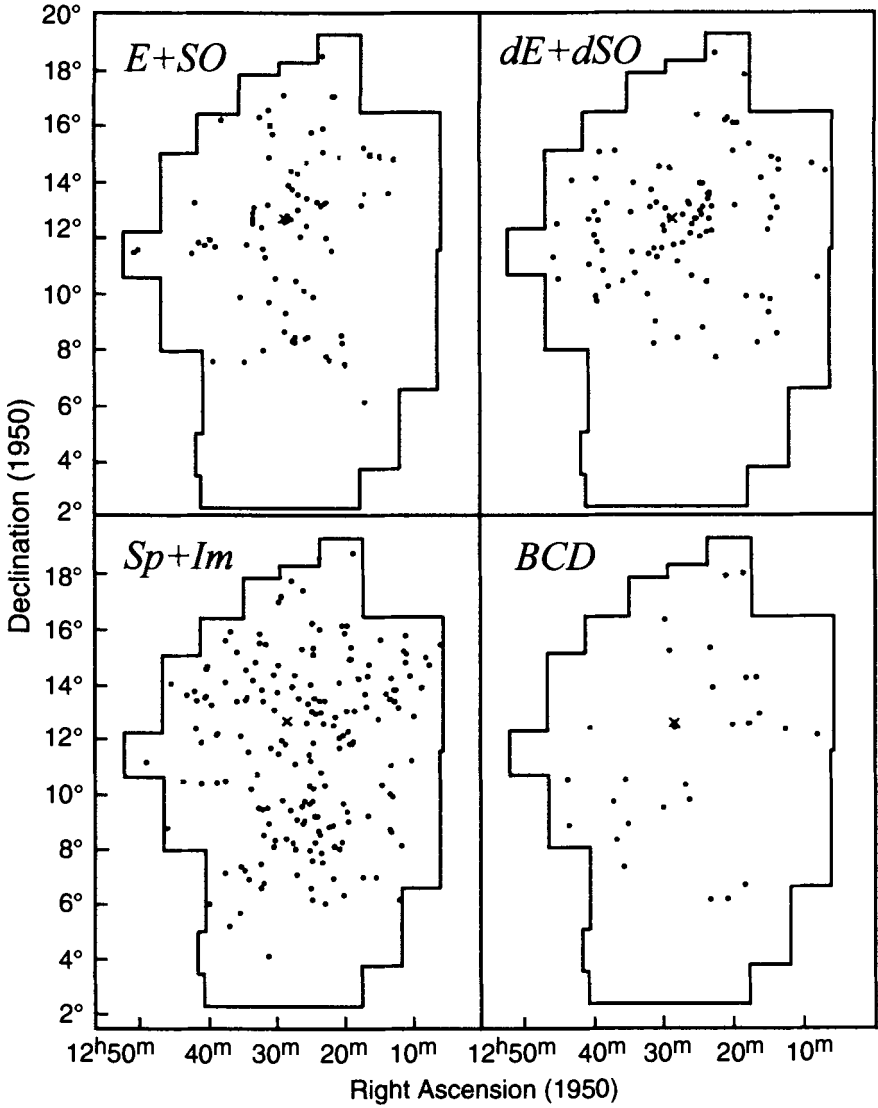 20°
E+SO
dE+dSO
18°
16°
14°
12°
10°
8°
6°
4°
2°
Declination (1950)
Sp+Im
BCD
18°
16°
14°
12°
10°
8°
6°
4°
2°
12h50m 40m 30m 20m 10m 12h50m 40m 30m 20m 10m
Right Ascension (1950)